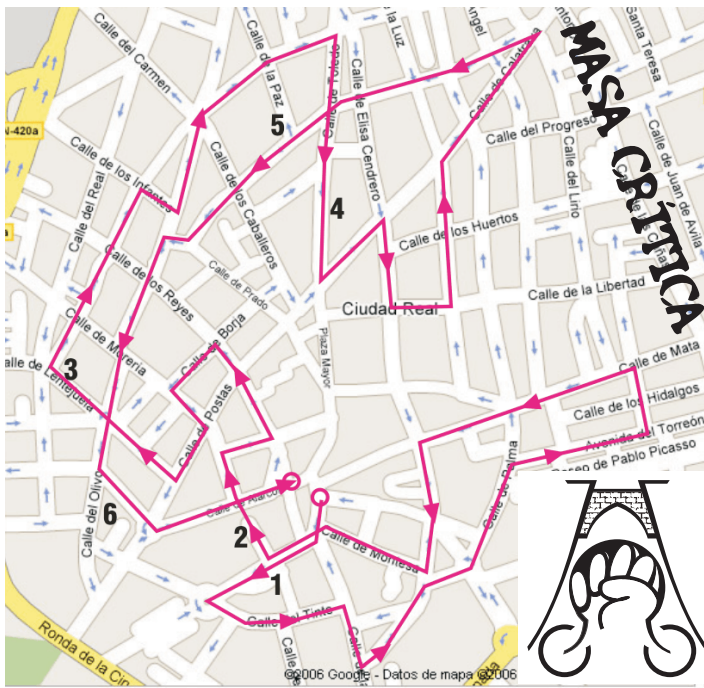 Calle del Carmen
Calle de la Paz
Calle de Toledo
la Luz
Angel
Calle de Calatrava
Santa Teresa
MASA CRÍTICA
N-420a
5
Calle de Elisa Cendrero
Calle del Progreso
Calle de Juan de Avila
Calle de los Infantes
Calle del Real
Calle de los Caballeros
Calle del Lirio
4
Calle de los Huertos
Calle de los Reyes
Calle de Prado
Calle de la Libertad
Ciudad Real
Calle de Morería
Calle de Borja
Plaza Mayor
3
alle de Lentejuela
Calle de Mata
Calle de Postas
Calle de los Hidalgos
Avenida del Torreón
Paseo de Pablo Picasso
Calle de Palma
Calle del Olivo
6
Calle de Alarcos
2
Calle de Montesa
1
Calle del Tinte
Ronda de la
©2006 Google - Datos de mapa ©2006